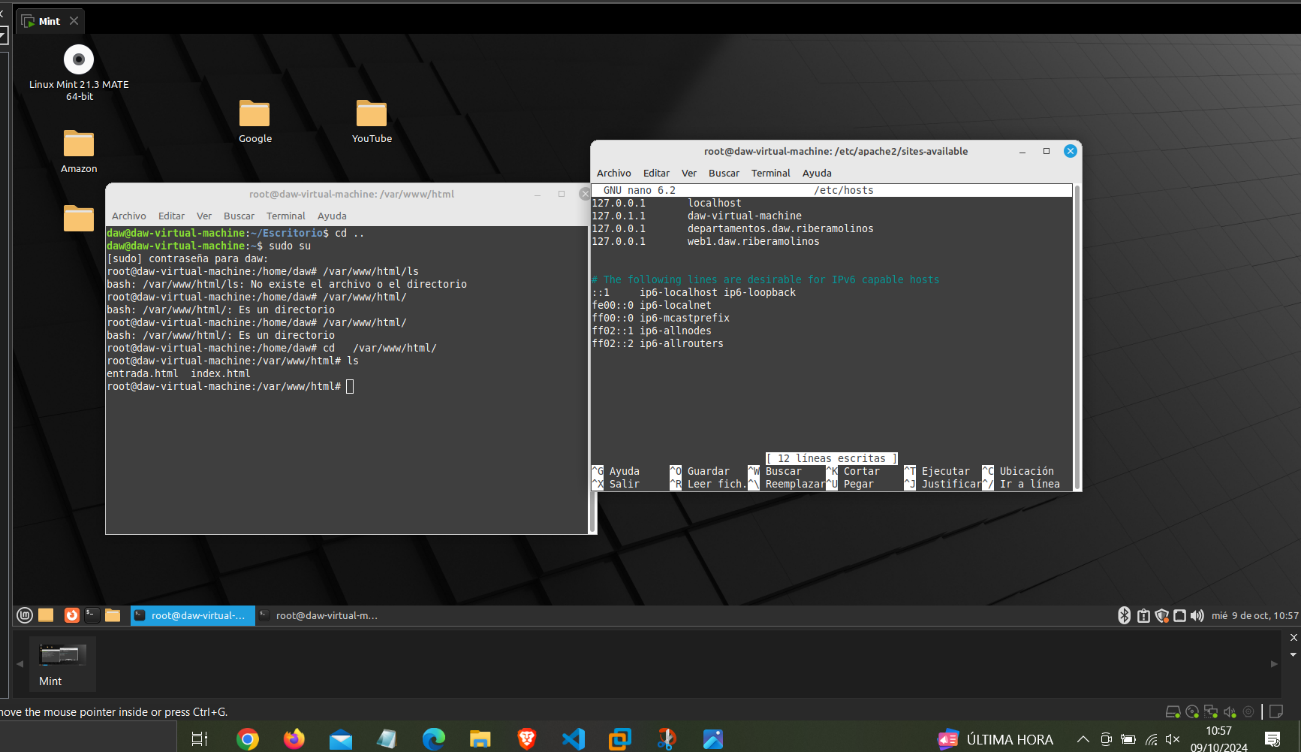 Mint
Linux Mint 21.3 MATE
64-bit
Google
YouTube
Amazon
root@daw-virtual-machine: /var/www/html
Archivo Editar Ver Buscar Terminal Ayuda
daw@daw-virtual-machine:~/Escritorio$ cd ..
daw@daw-virtual-machine:~$ sudo su
[sudo] contraseña para daw:
root@daw-virtual-machine:/home/daw# /var/www/html/ls
bash: /var/www/html/ls: No existe el archivo o el directorio
root@daw-virtual-machine:/home/daw# /var/www/html/
bash: /var/www/html/: Es un directorio
root@daw-virtual-machine:/home/daw# /var/www/html/
bash: /var/www/html/: Es un directorio
root@daw-virtual-machine:/home/daw# cd   /var/www/html/
root@daw-virtual-machine:/var/www/html# ls
entrada.html  index.html
root@daw-virtual-machine:/var/www/html#
root@daw-virtual-machine: /etc/apache2/sites-available
Archivo Editar Ver Buscar Terminal Ayuda
GNU nano 6.2 /etc/hosts
127.0.0.1 localhost
127.0.1.1 daw-virtual-machine
127.0.0.1 departamentos.daw.riberamolinos
127.0.0.1 web1.daw.riberamolinos
# The following lines are desirable for IPv6 capable hosts
::1 ip6-localhost ip6-loopback
fe00::0 ip6-localnet
ff00::0 ip6-mcastprefix
ff02::1 ip6-allnodes
ff02::2 ip6-allrouters
[ 12 líneas escritas ]
^G Ayuda ^O Guardar ^W Buscar ^K Cortar ^T Ejecutar ^C Ubicación
^X Salir ^R Leer fich. ^\ Reemplazar ^U Pegar ^J Justificar ^/ Ir a línea
root@daw-virtual-... root@daw-virtual-m... mié 9 de oct, 10:57
Mint
move the mouse pointer inside or press Ctrl+G.
ÚLTIMA HORA
10:57
09/10/2024